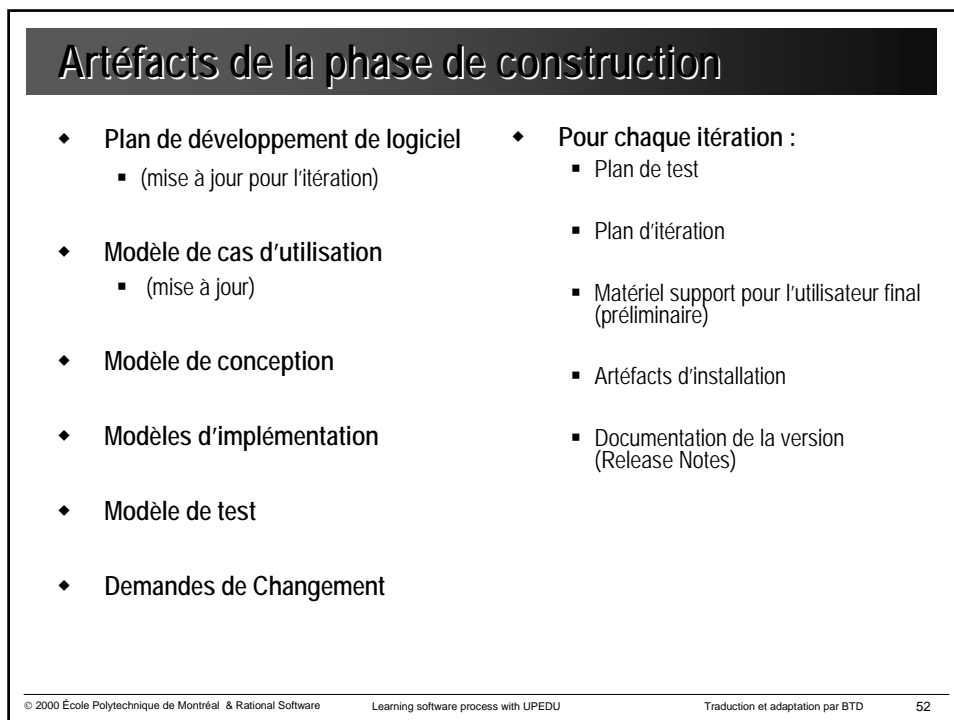 Artéfacts de la phase de construction
◆ Plan de développement de logiciel
▪ (mise à jour pour l'itération)
◆ Modèle de cas d'utilisation
▪ (mise à jour)
◆ Modèle de conception
◆ Modèles d'implémentation
◆ Modèle de test
◆ Demandes de Changement
◆ Pour chaque itération :
▪ Plan de test
▪ Plan d'itération
▪ Matériel support pour l'utilisateur final
(préliminaire)
▪ Artéfacts d'installation
▪ Documentation de la version
(Release Notes)
© 2000 École Polytechnique de Montréal & Rational Software
Learning software process with UPEDU
Traduction et adaptation par BTD
52